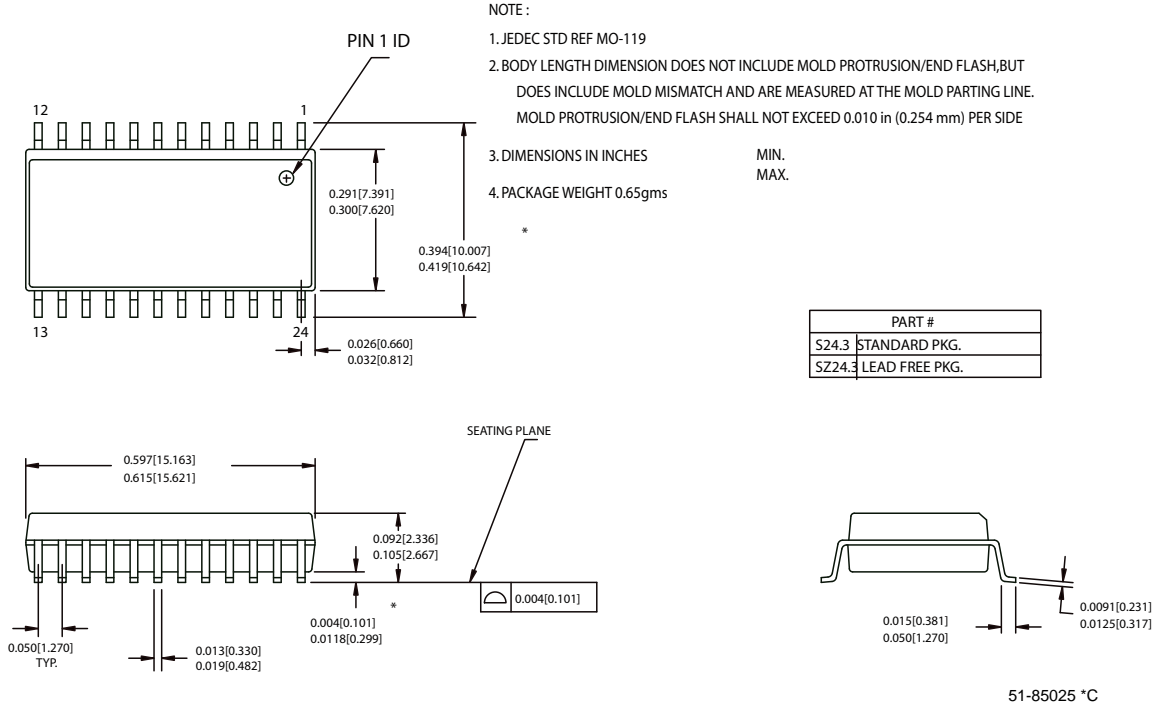 NOTE :
1. JEDEC STD REF MO-119
2. BODY LENGTH DIMENSION DOES NOT INCLUDE MOLD PROTRUSION/END FLASH,BUT
DOES INCLUDE MOLD MISMATCH AND ARE MEASURED AT THE MOLD PARTING LINE.
MOLD PROTRUSION/END FLASH SHALL NOT EXCEED 0.010 in (0.254 mm) PER SIDE
3. DIMENSIONS IN INCHES MIN.
MAX.
4. PACKAGE WEIGHT 0.65gms
*
PIN 1 ID
12
1
0.291[7.391]
0.300[7.620]
0.394[10.007]
0.419[10.642]
13
24
0.026[0.660]
0.032[0.812]
PART #
S24.3 STANDARD PKG.
SZ24.3 LEAD FREE PKG.
SEATING PLANE
0.597[15.163]
0.615[15.621]
0.092[2.336]
0.105[2.667]
*
0.004[0.101]
0.004[0.101]
0.0118[0.299]
0.050[1.270]
TYP.
0.013[0.330]
0.019[0.482]
0.015[0.381]
0.050[1.270]
0.0091[0.231]
0.0125[0.317]
51-85025 *C